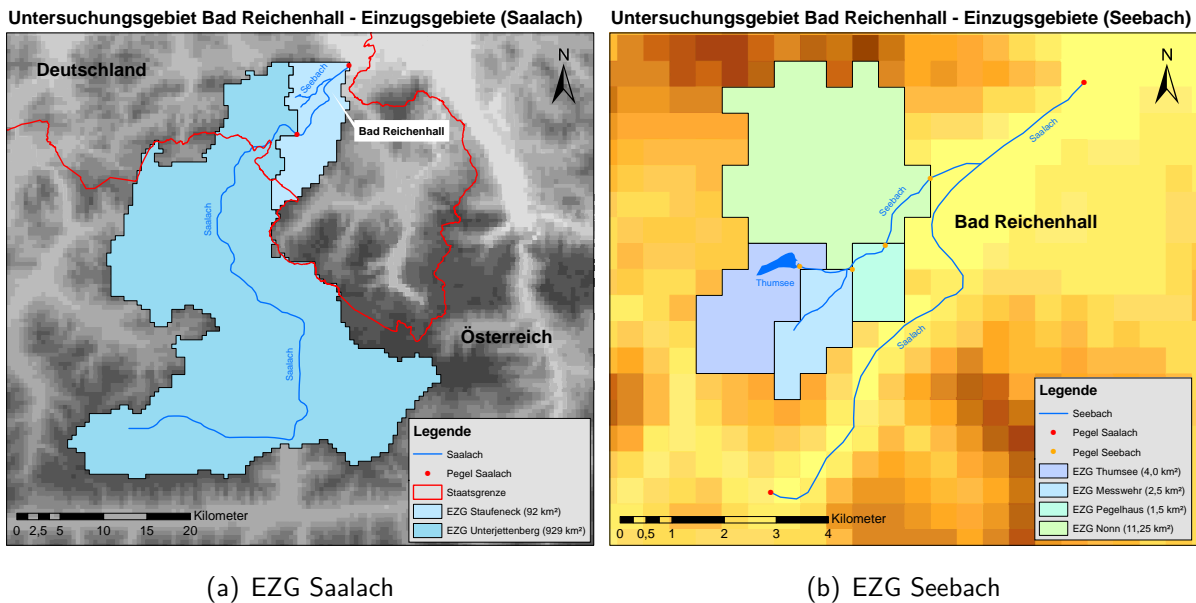 Untersuchungsgebiet Bad Reichenhall - Einzugsgebiete (Saalach)
Deutschland
N
Seebach
Bad Reichenhall
Saalach
Österreich
Saalach
Legende
Saalach
Pegel Saalach
Staatsgrenze
EZG Staufeneck (92 km²)
EZG Unterjettenberg (929 km²)
Kilometer
0 2,5 5 10 15 20
(a) EZG Saalach
Untersuchungsgebiet Bad Reichenhall - Einzugsgebiete (Seebach)
N
Saalach
Seebach
Bad Reichenhall
Thumsee
Saalach
Legende
Seebach
Pegel Saalach
Pegel Seebach
EZG Thumsee (4,0 km²)
EZG Messwehr (2,5 km²)
EZG Pegelhaus (1,5 km²)
EZG Nonn (11,25 km²)
Kilometer
0 0,5 1 2 3 4
(b) EZG Seebach